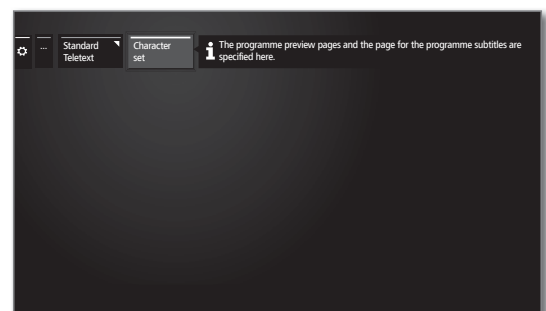 ...
Standard
Teletext
Character
set
i The programme preview pages and the page for the programme subtitles are
specified here.